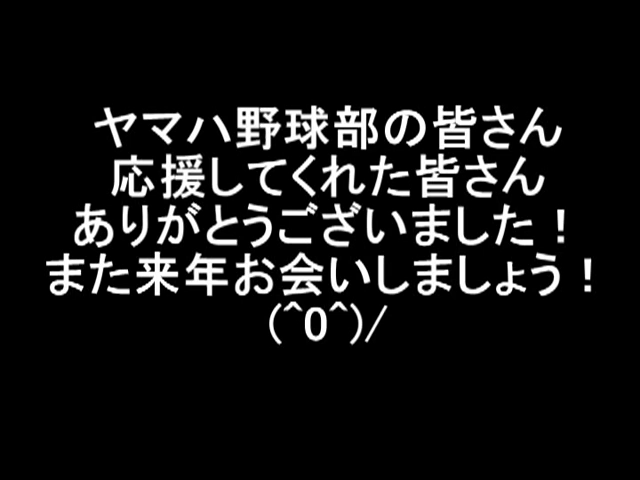 ヤマハ野球部の皆さん
応援してくれた皆さん
ありがとうございました！
また来年お会いしましょう！
(^0^)/